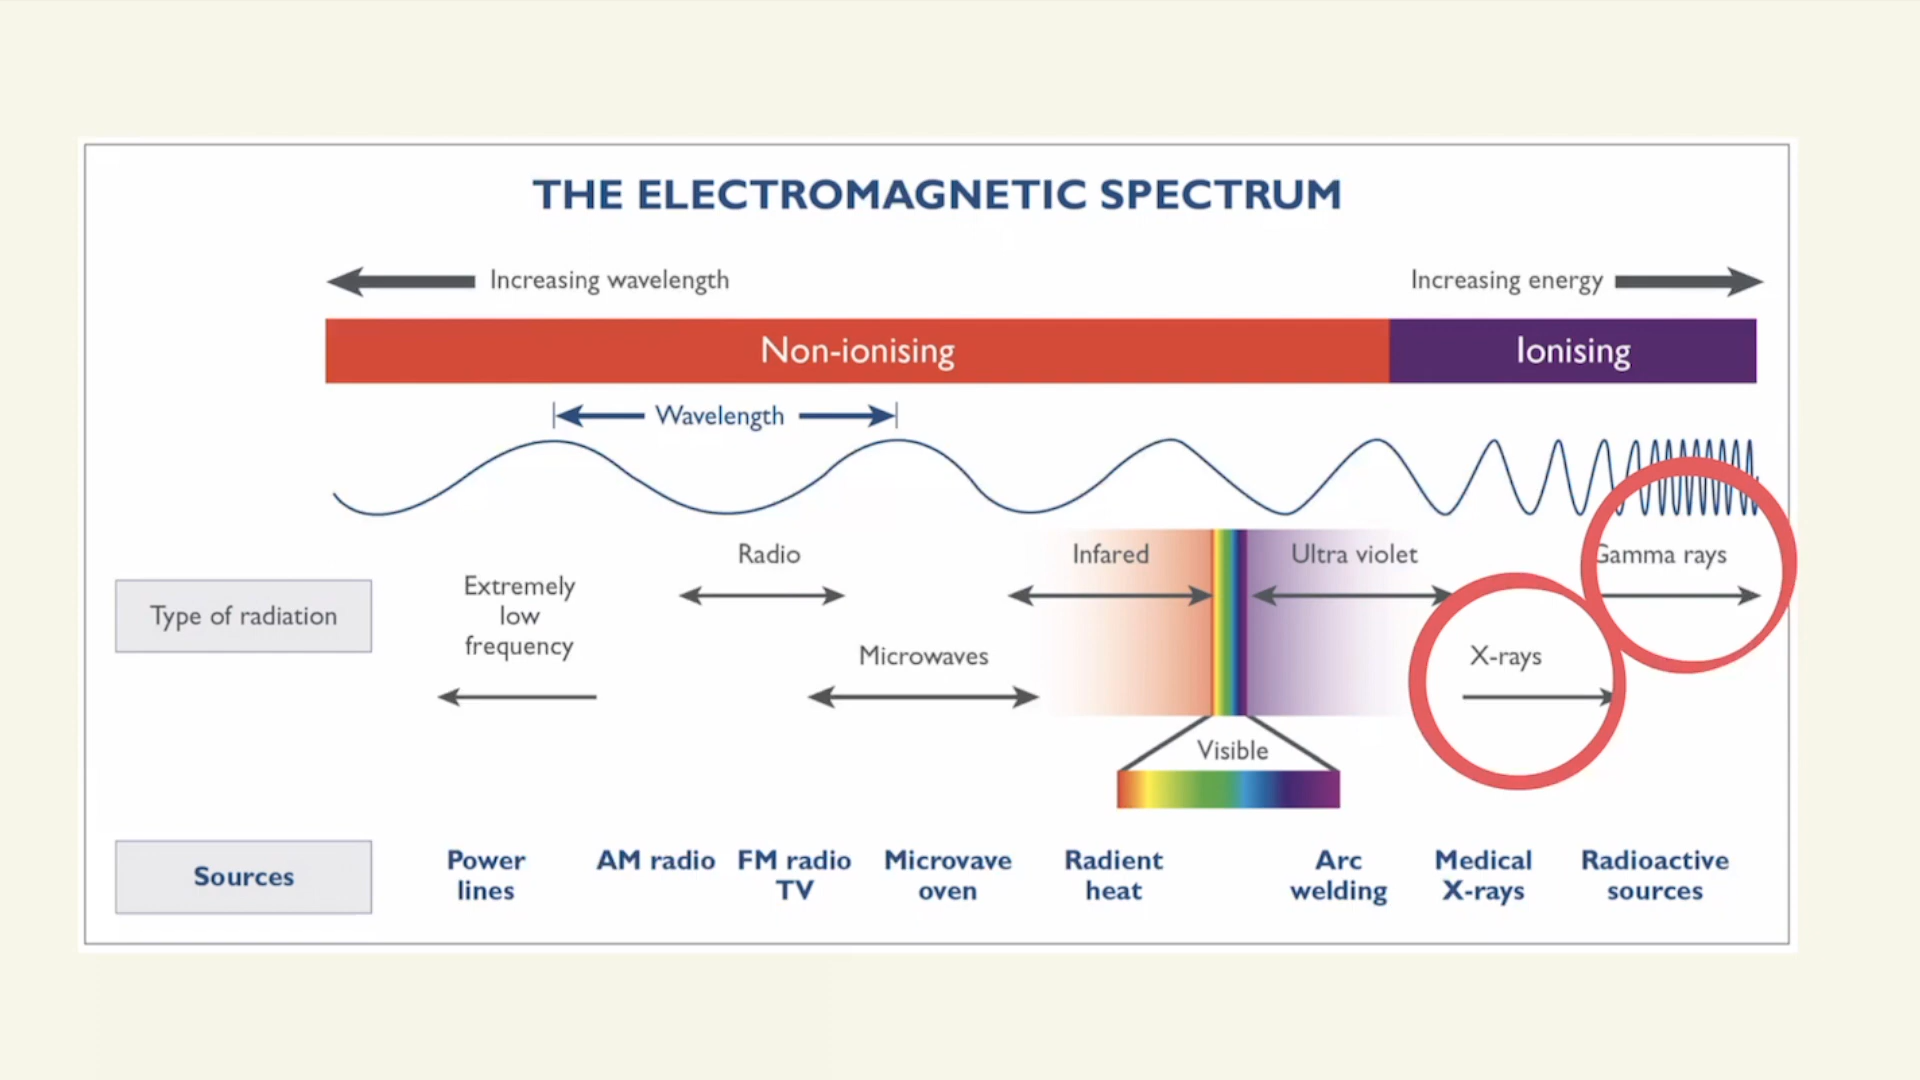 THE ELECTROMAGNETIC SPECTRUM
Increasing wavelength
Increasing energy
Non-ionising
Ionising
Wavelength
Radio
Infared
Ultra violet
Gamma rays
Extremely
low
frequency
Type of radiation
Microwaves
X-rays
Visible
Sources
Power
lines
AM radio
FM radio
TV
Microvave
oven
Radient
heat
Arc
welding
Medical
X-rays
Radioactive
sources